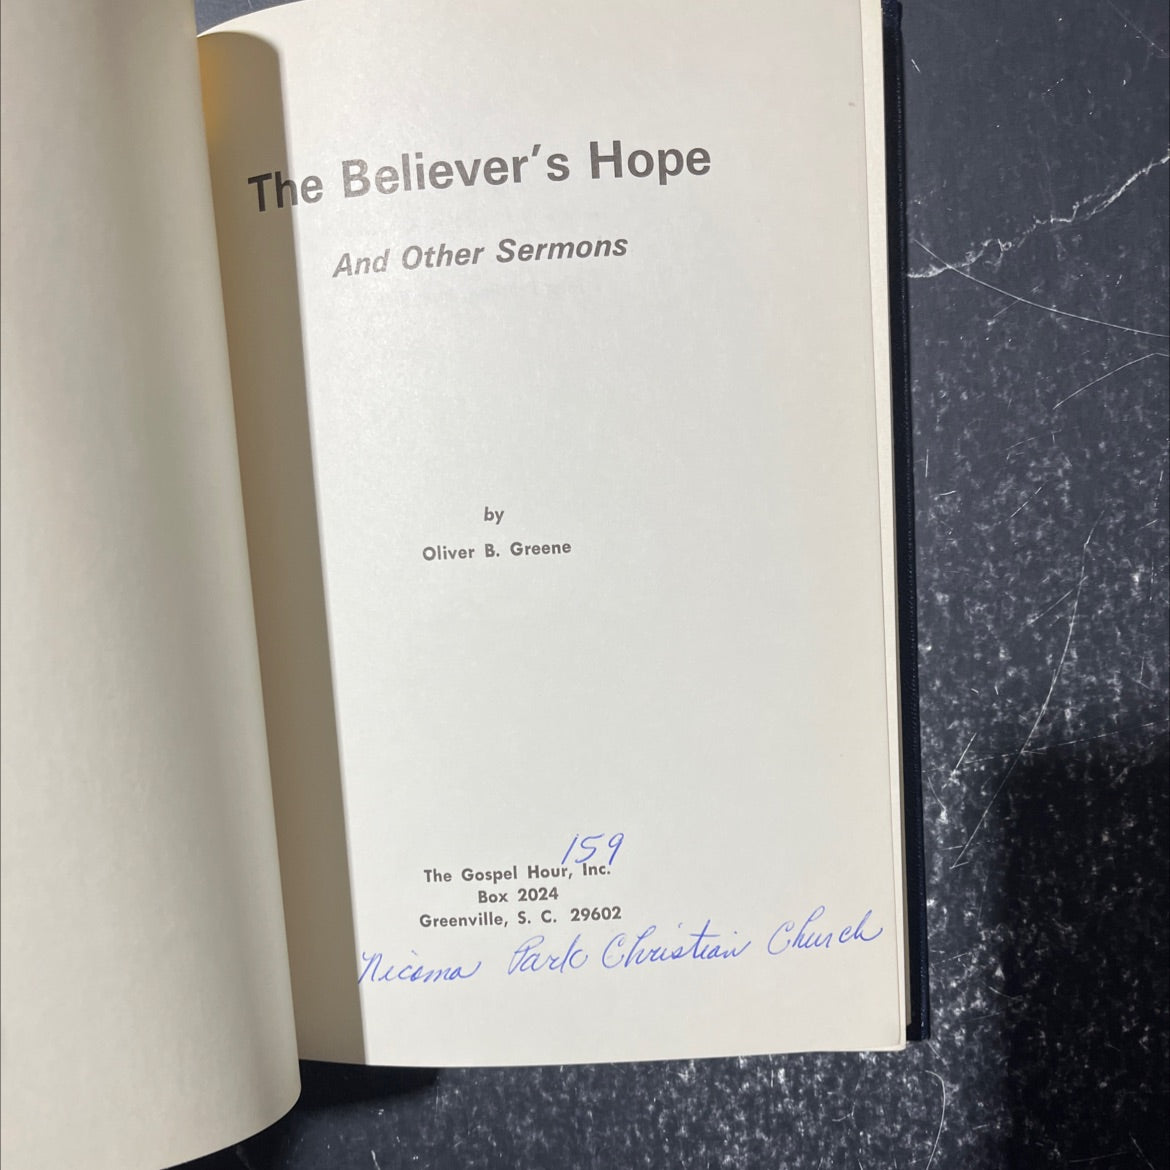 The Believer's Hope
And Other Sermons
by
Oliver B. Greene
159
The Gospel Hour, Inc.
Box 2024
Greenville, S. C. 29602
Nicoma Park Christian Church